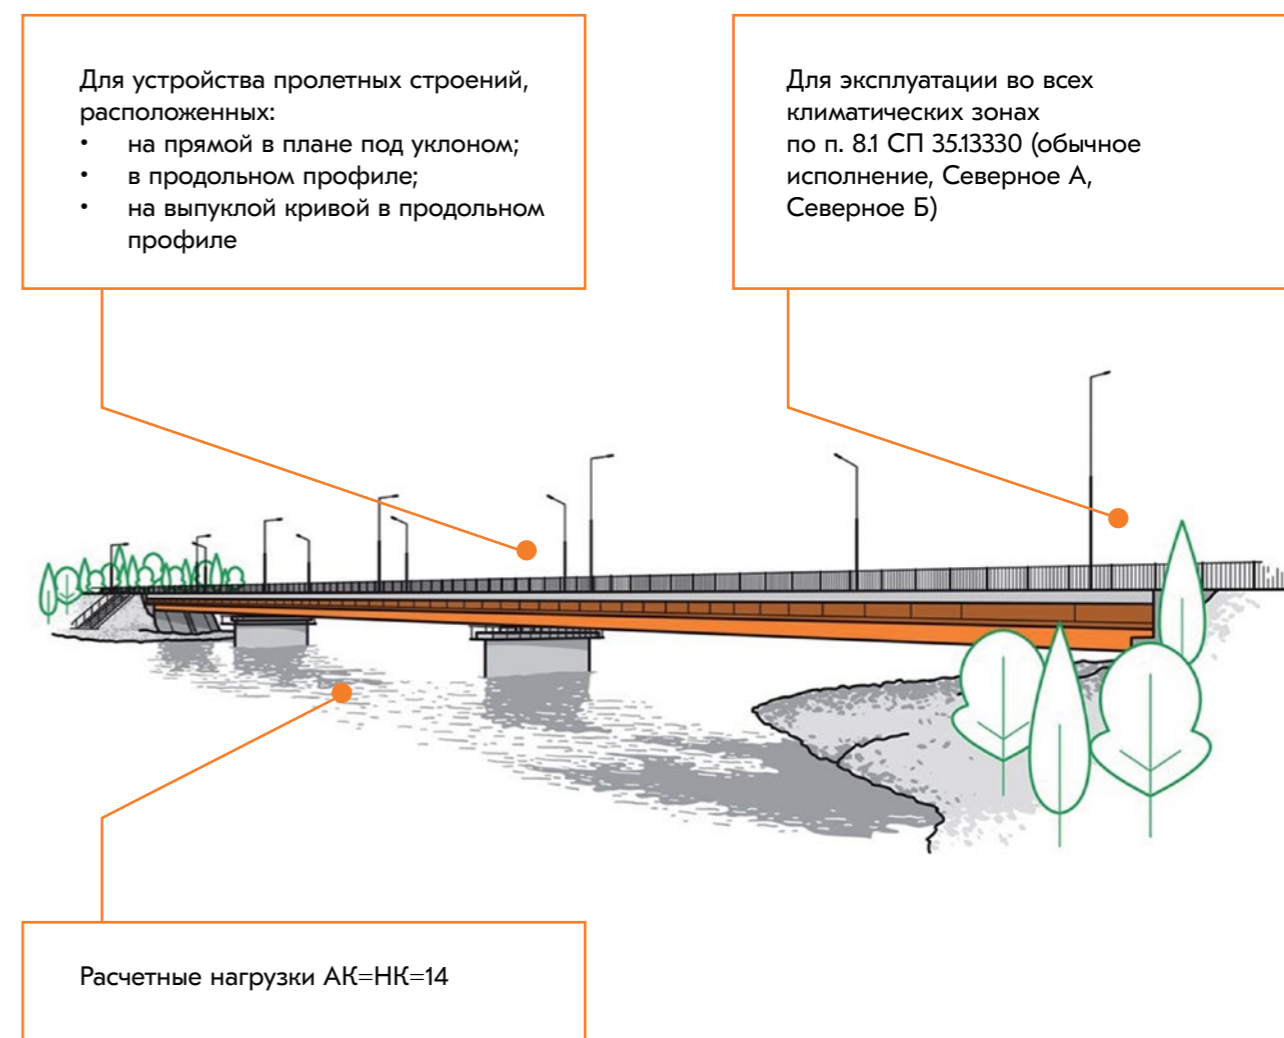 Для устройства пролетных строений,
расположенных:
• на прямой в плане под уклоном;
• в продольном профиле;
• на выпуклой кривой в продольном
профиле
Для эксплуатации во всех
климатических зонах
по п. 8.1 СП 35.13330 (обычное
исполнение, Северное А,
Северное Б)
Расчетные нагрузки АК=НК=14